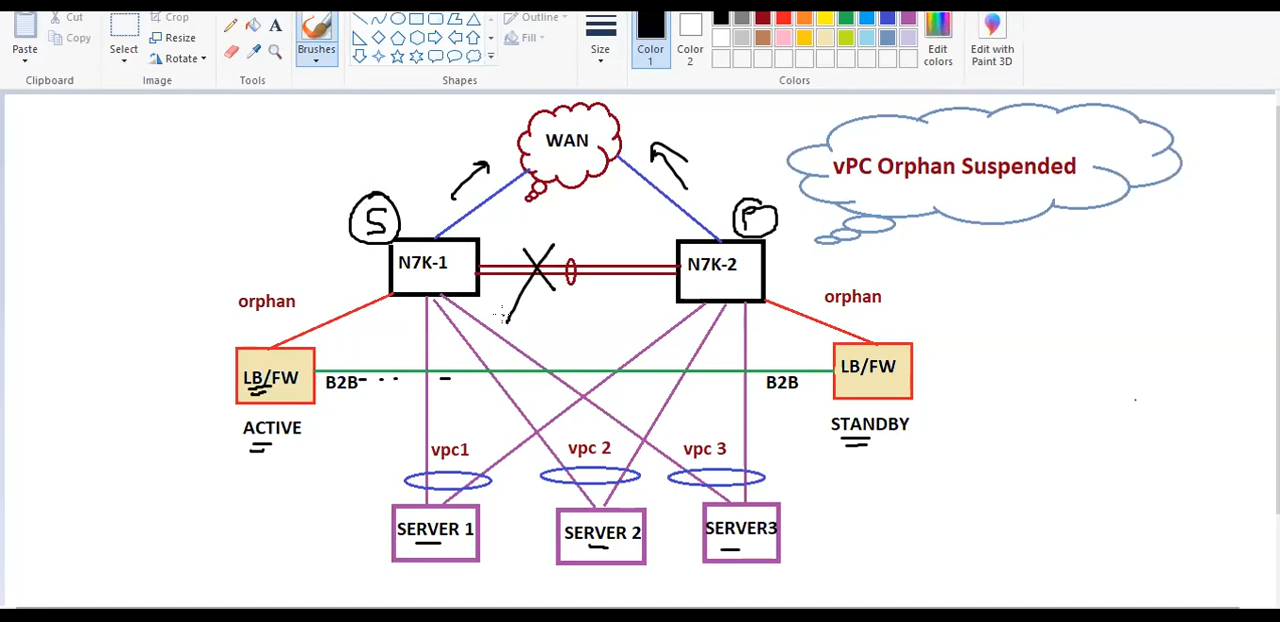 Paste
Cut
Copy
Clipboard
Select
Crop
Resize
Rotate
Image
A
Tools
Brushes
Outline
Fill
Shapes
Size
Color
1
Color
2
Edit
colors
Colors
Edit with
Paint 3D
WAN
vPC Orphan Suspended
S
P
N7K-1
N7K-2
orphan
orphan
LB/FW
LB/FW
B2B
B2B
ACTIVE
STANDBY
vpc1
vpc 2
vpc 3
SERVER 1
SERVER 2
SERVER3